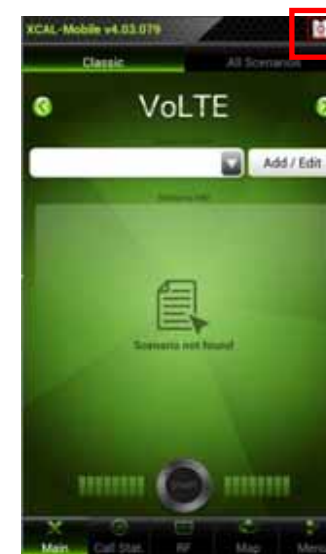 XCAL-Mobile v4.03.079
Classic
All Scenarios
VoLTE
Add / Edit
Scenario not found
Start
Main
Call Stat.
RF
Map
Menu